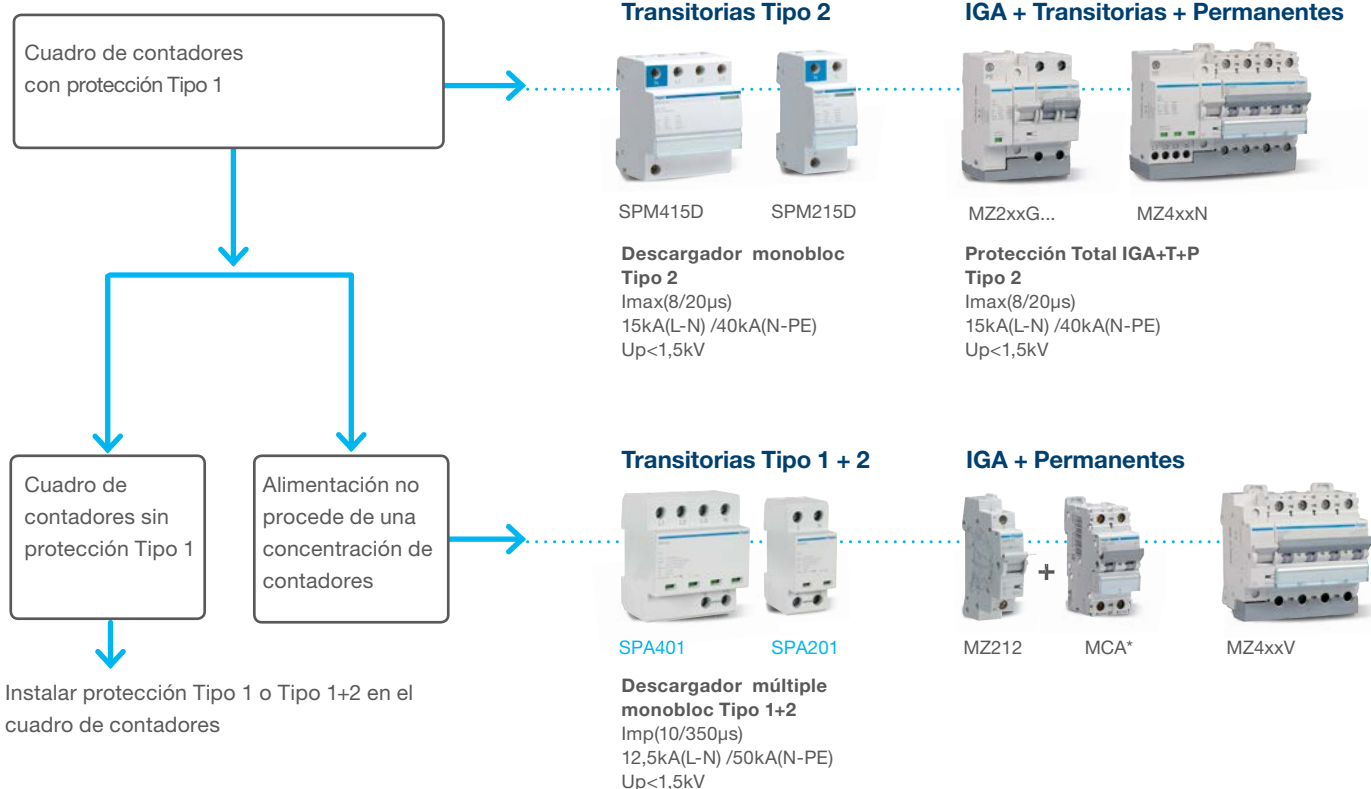 Cuadro de contadores
con protección Tipo 1
Transitorias Tipo 2
SPM415D
SPM215D
Descargador monobloc
Tipo 2
Imax(8/20µs)
15kA(L-N) /40kA(N-PE)
Up<1,5kV
IGA + Transitorias + Permanentes
MZ2xxG...
MZ4xxN
Protección Total IGA+T+P
Tipo 2
Imax(8/20µs)
15kA(L-N) /40kA(N-PE)
Up<1,5kV
Cuadro de
contadores sin
protección Tipo 1
Alimentación no
procede de una
concentración de
contadores
Instalar protección Tipo 1 o Tipo 1+2 en el
cuadro de contadores
Transitorias Tipo 1 + 2
SPA401
SPA201
Descargador múltiple
monobloc Tipo 1+2
Imp(10/350µs)
12,5kA(L-N) /50kA(N-PE)
Up<1,5kV
IGA + Permanentes
+
MZ212
MCA*
MZ4xxV